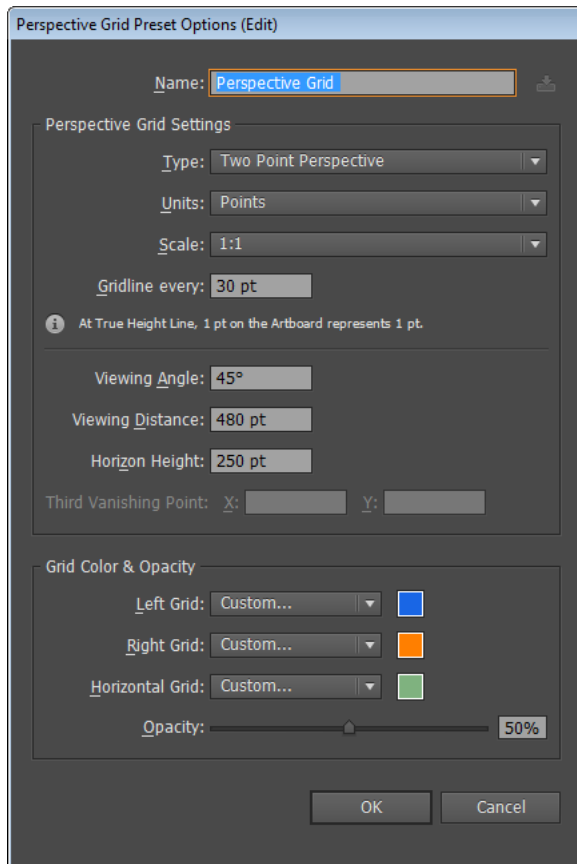 Perspective Grid Preset Options (Edit)
Name: Perspective Grid
Perspective Grid Settings
Type: Two Point Perspective
Units: Points
Scale: 1:1
Gridline every: 30 pt
At True Height Line, 1 pt on the Artboard represents 1 pt.
Viewing Angle: 45°
Viewing Distance: 480 pt
Horizon Height: 250 pt
Third Vanishing Point: X: Y:
Grid Color & Opacity
Left Grid: Custom...
Right Grid: Custom...
Horizontal Grid: Custom...
Opacity: 50%
OK Cancel